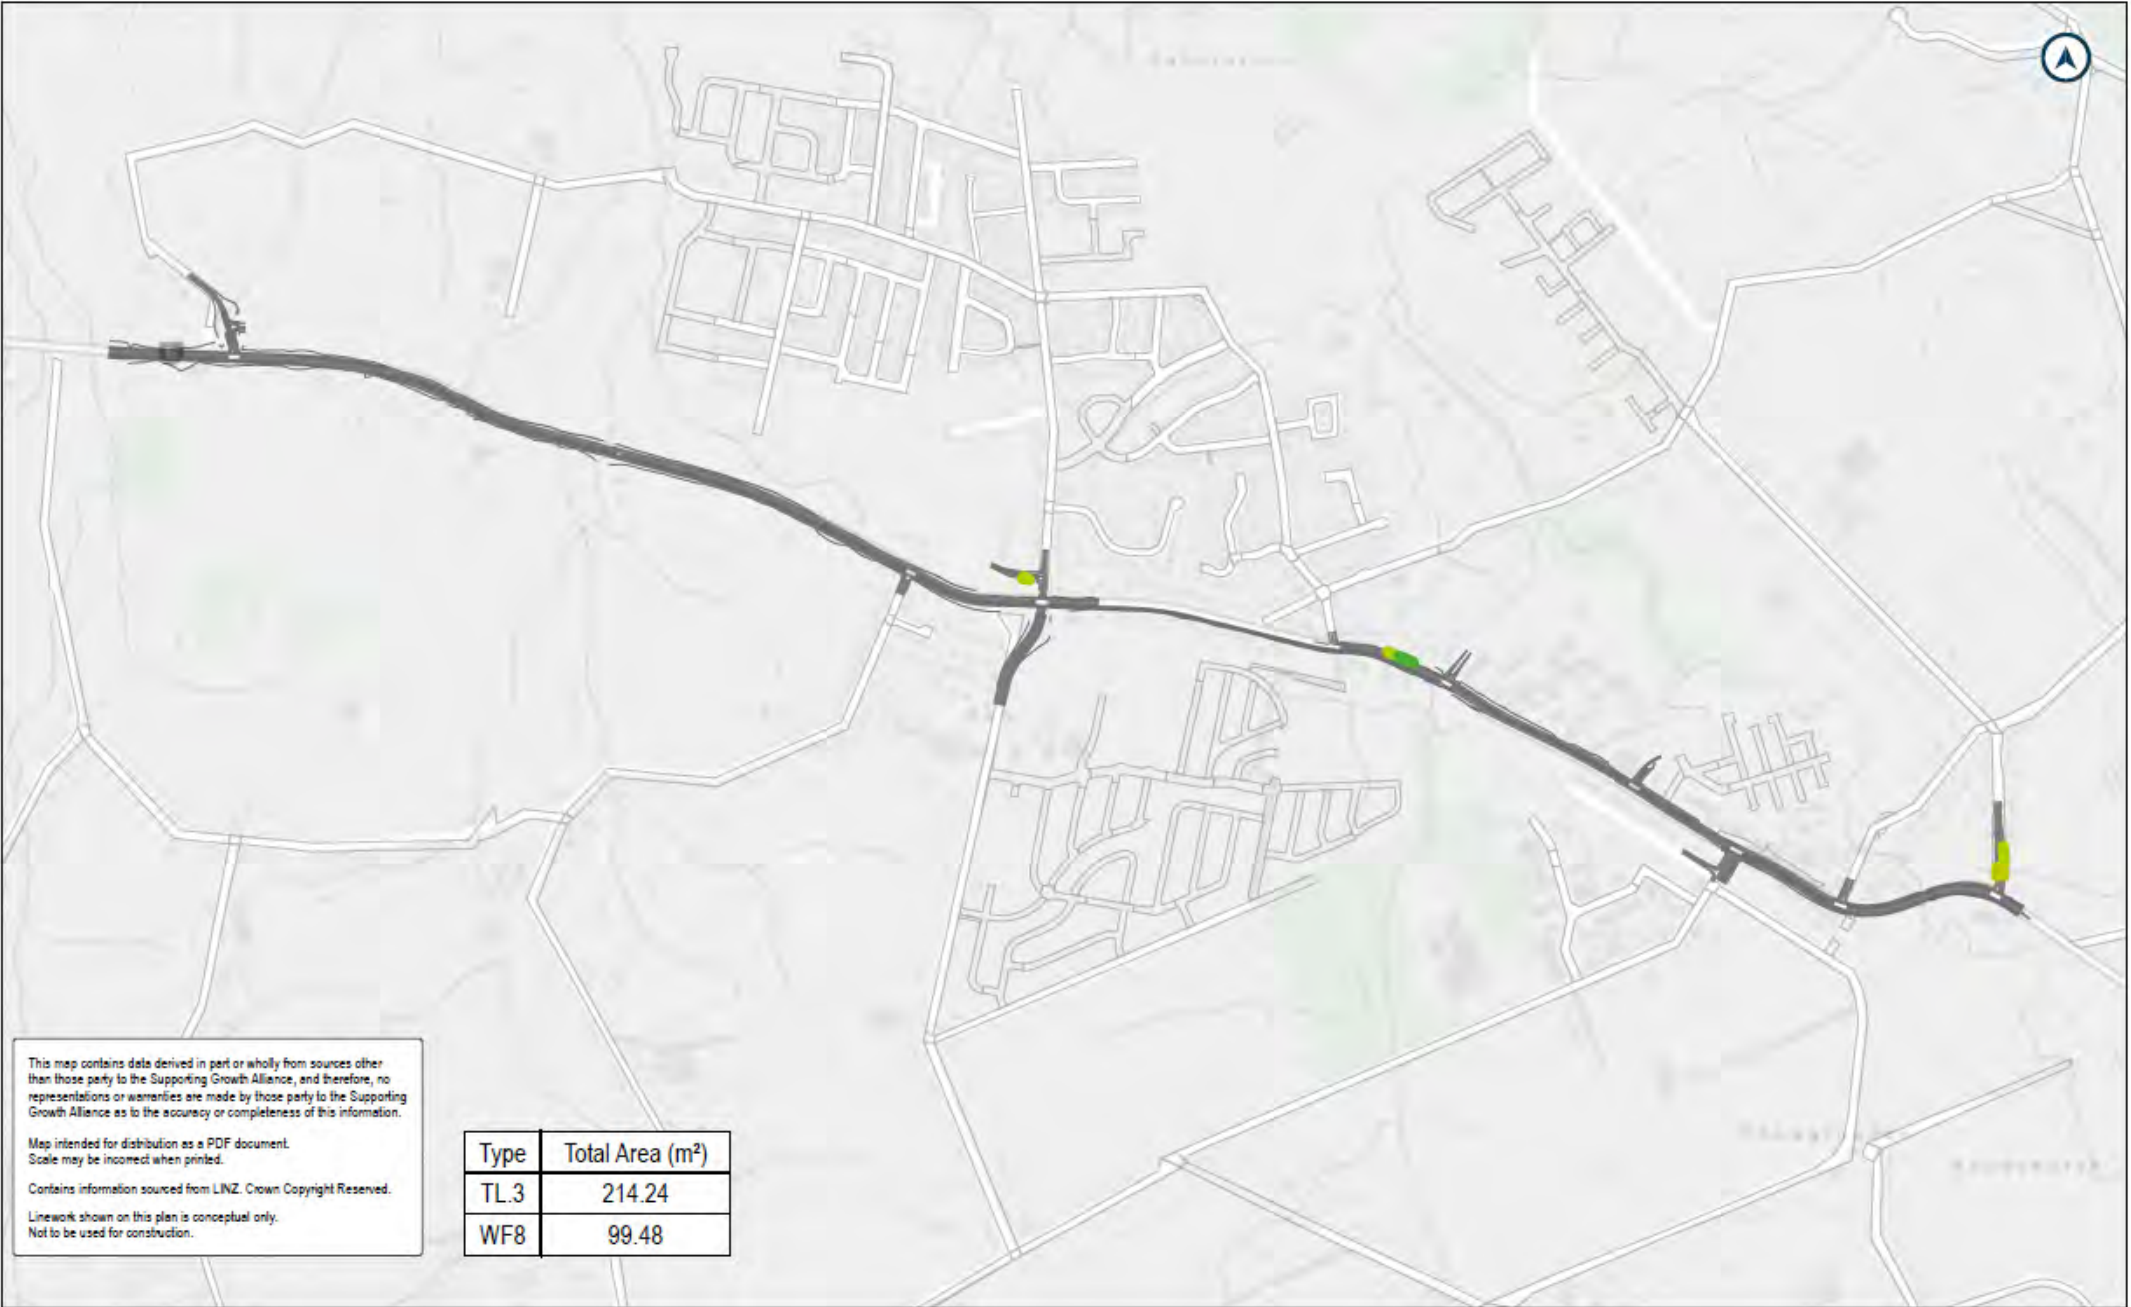 This map contains data derived in part or wholly from sources other
than those party to the Supporting Growth Alliance, and therefore, no
representations or warranties are made by those party to the Supporting
Growth Alliance as to the accuracy or completeness of this information.
Map intended for distribution as a PDF document.
Scale may be incorrect when printed.
Contains information sourced from LINZ. Crown Copyright Reserved.
Linework shown on this plan is conceptual only.
Not to be used for construction.
Type Total Area (m²)
TL.3 214.24
WF8 99.48